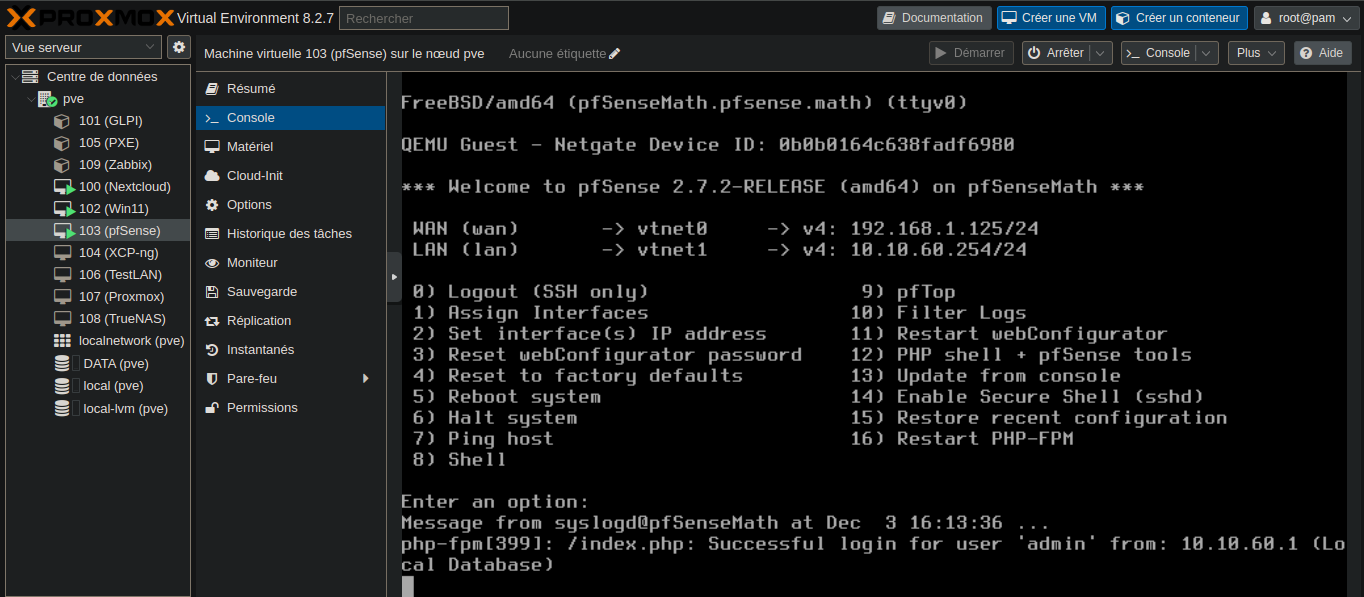 PROXMOX Virtual Environment 8.2.7 Rechercher Documentation Créer une VM Créer un conteneur root@pam
Vue serveur
Machine virtuelle 103 (pfSense) sur le nœud pve Aucune étiquette Démarrer Arrêter Console Plus Aide
Centre de données
pve
101 (GLPI)
105 (PXE)
109 (Zabbix)
100 (Nextcloud)
102 (Win11)
103 (pfSense)
104 (XCP-ng)
106 (TestLAN)
107 (Proxmox)
108 (TrueNAS)
localnetwork (pve)
DATA (pve)
local (pve)
local-lvm (pve)
Résumé
Console
Matériel
Cloud-Init
Options
Historique des tâches
Moniteur
Sauvegarde
Réplication
Instantanés
Pare-feu
Permissions
FreeBSD/amd64 (pfSenseMath.pfsense.math) (ttyv0)
QEMU Guest - Netgate Device ID: 0b0b0164c638fadf6980
*** Welcome to pfSense 2.7.2-RELEASE (amd64) on pfSenseMath ***
WAN (wan) -> vtnet0 -> v4: 192.168.1.125/24
LAN (lan) -> vtnet1 -> v4: 10.10.60.254/24
0) Logout (SSH only) 9) pfTop
1) Assign Interfaces 10) Filter Logs
2) Set interface(s) IP address 11) Restart webConfigurator
3) Reset webConfigurator password 12) PHP shell + pfSense tools
4) Reset to factory defaults 13) Update from console
5) Reboot system 14) Enable Secure Shell (sshd)
6) Halt system 15) Restore recent configuration
7) Ping host 16) Restart PHP-FPM
8) Shell
Enter an option:
Message from syslogd@pfSenseMath at Dec 3 16:13:36 ...
php-fpm[399]: /index.php: Successful login for user 'admin' from: 10.10.60.1 (Lo
cal Database)